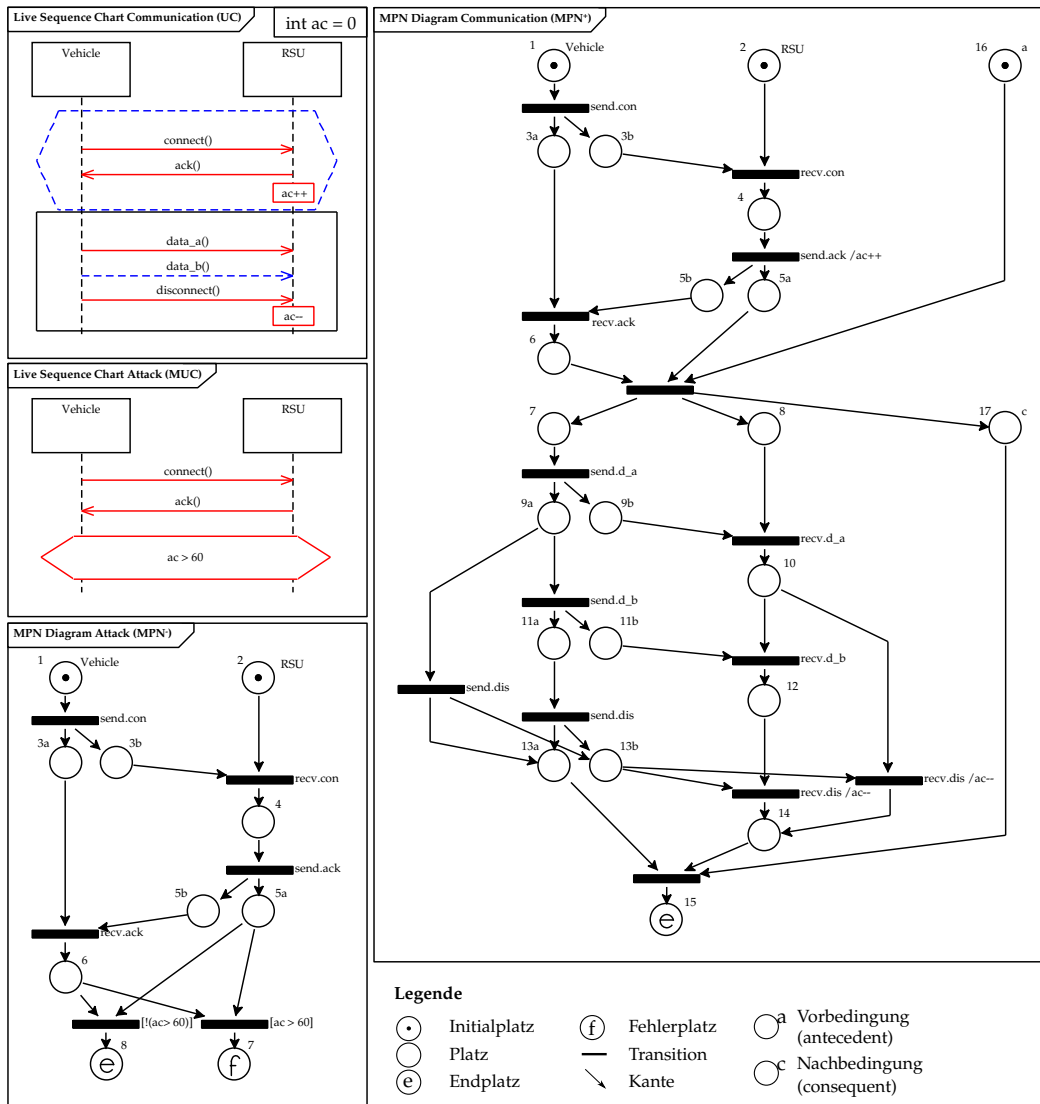 Live Sequence Chart Communication (UC)
int ac = 0
Vehicle
RSU
connect()
ack()
ac++
data_a()
data_b()
disconnect()
ac--
Live Sequence Chart Attack (MUC)
Vehicle
RSU
connect()
ack()
ac > 60
MPN Diagram Attack (MPN-)
1
Vehicle
2
RSU
send.con
3a
3b
recv.con
4
send.ack
5b
5a
recv.ack
6
[!(ac> 60)]
[ac > 60]
8
e
7
f
MPN Diagram Communication (MPN+)
1
Vehicle
2
RSU
16
a
send.con
3a
3b
recv.con
4
send.ack /ac++
5b
5a
recv.ack
6
7
8
17
c
send.d_a
9a
9b
recv.d_a
10
send.d_b
11a
11b
recv.d_b
12
send.dis
send.dis
13a
13b
recv.dis /ac--
recv.dis /ac--
14
15
e
Legende
Initialplatz
f
Fehlerplatz
a
Vorbedingung
(antecedent)
Platz
Transition
e
Endplatz
Kante
c
Nachbedingung
(consequent)